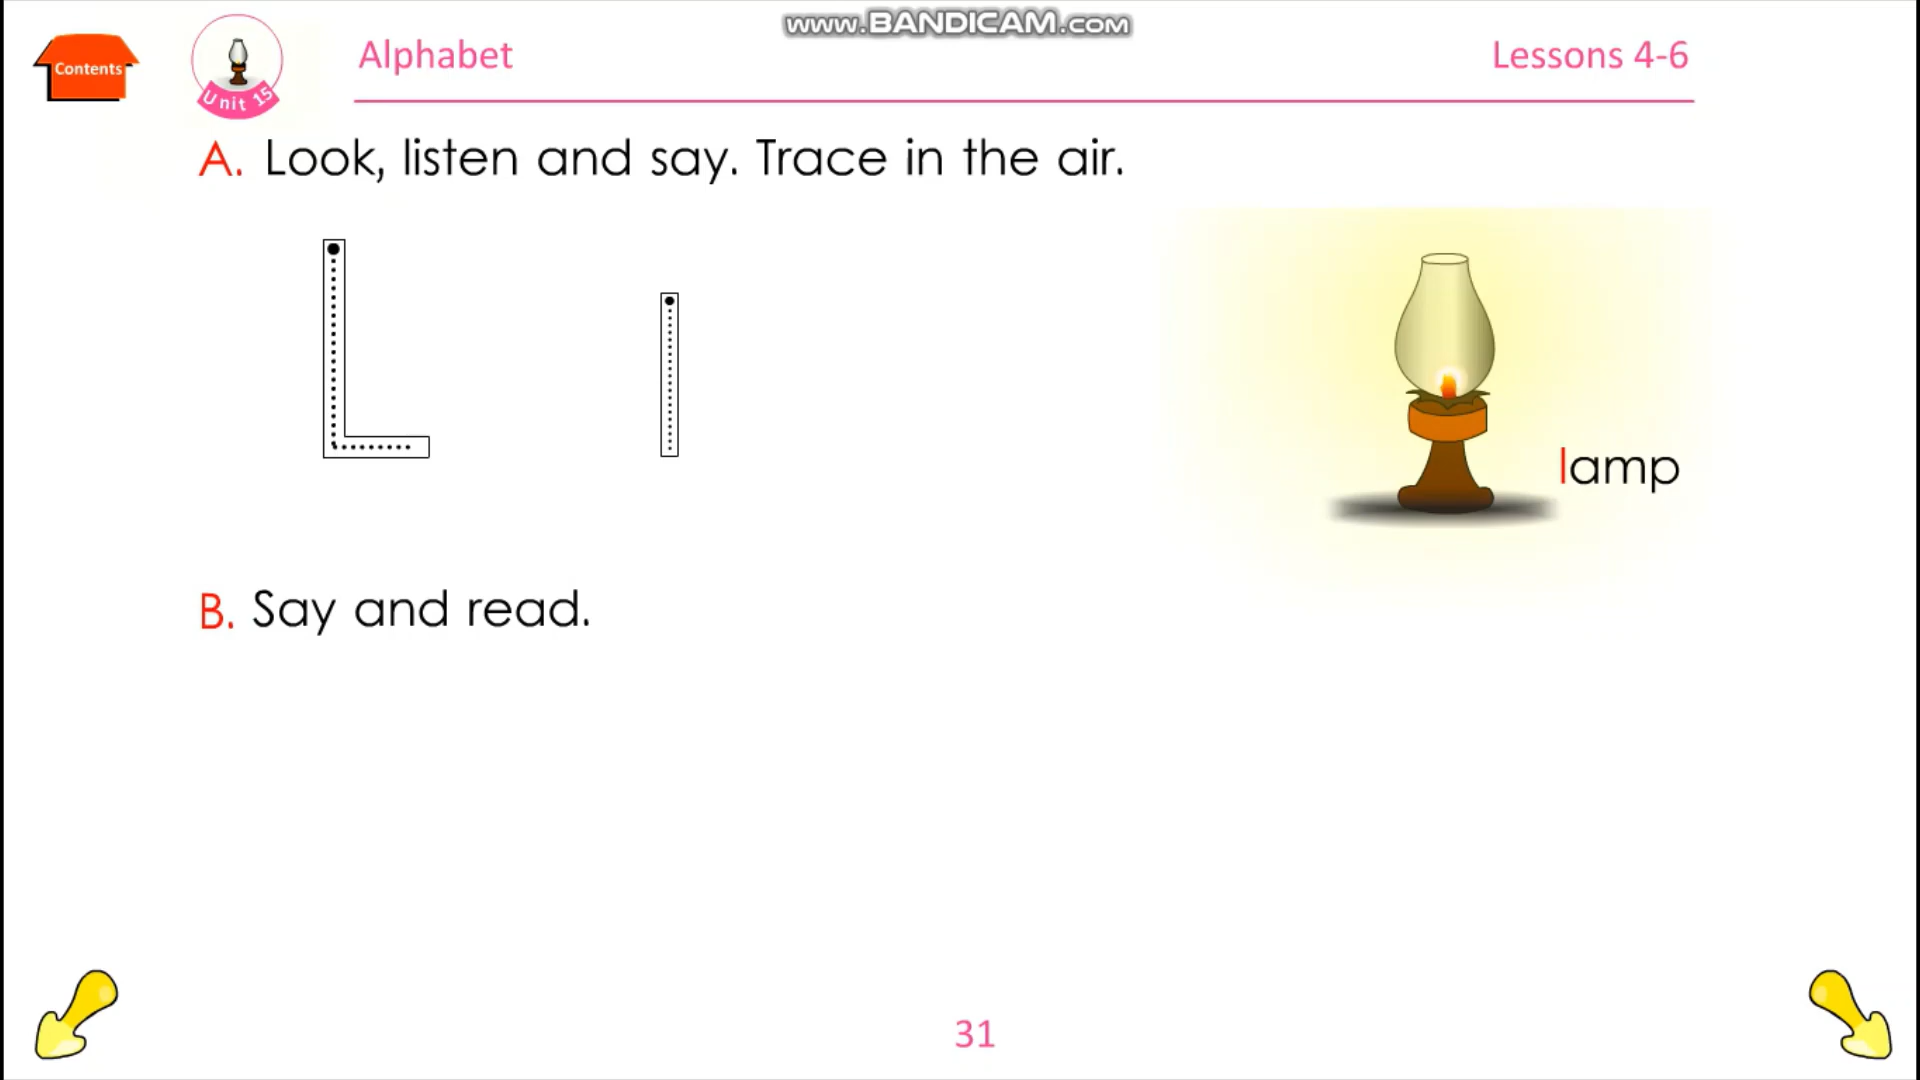 www.BANDICAM.com
Contents
Unit 15
Alphabet
Lessons 4-6
A. Look, listen and say. Trace in the air.
L l
lamp
B. Say and read.
31